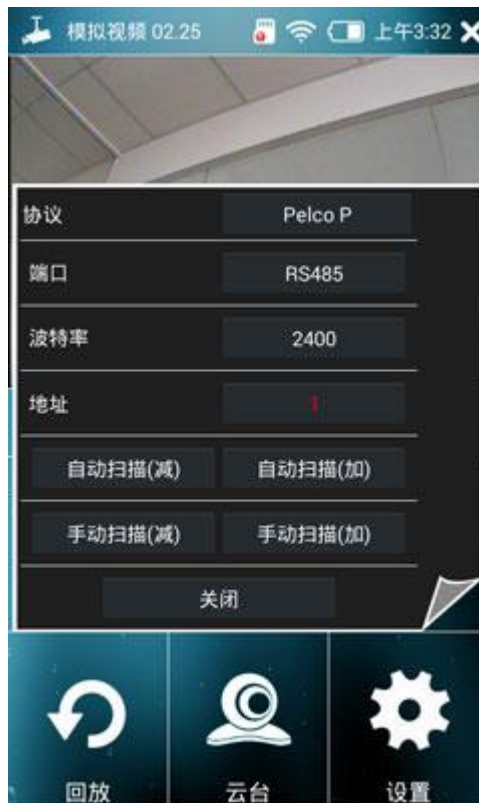 模拟视频 02.25 上午3:32
协议 Pelco P
端口 RS485
波特率 2400
地址 1
自动扫描(减) 自动扫描(加)
手动扫描(减) 手动扫描(加)
关闭
回放 云台 设置